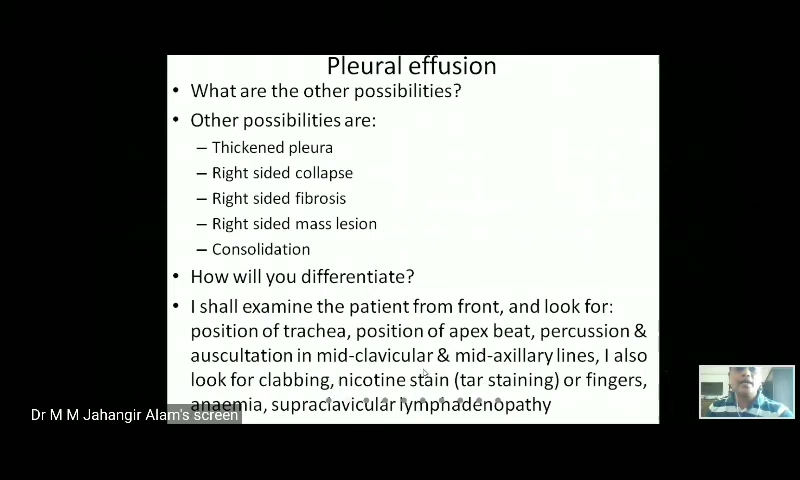 Pleural effusion
• What are the other possibilities?
• Other possibilities are:
– Thickened pleura
– Right sided collapse
– Right sided fibrosis
– Right sided mass lesion
– Consolidation
• How will you differentiate?
• I shall examine the patient from front, and look for:
position of trachea, position of apex beat, percussion &
auscultation in mid-clavicular & mid-axillary lines, I also
look for clabbing, nicotine stain (tar staining) or fingers,
anaemia, supraclavicular lymphadenopathy
Dr M M Jahangir Alam's screen